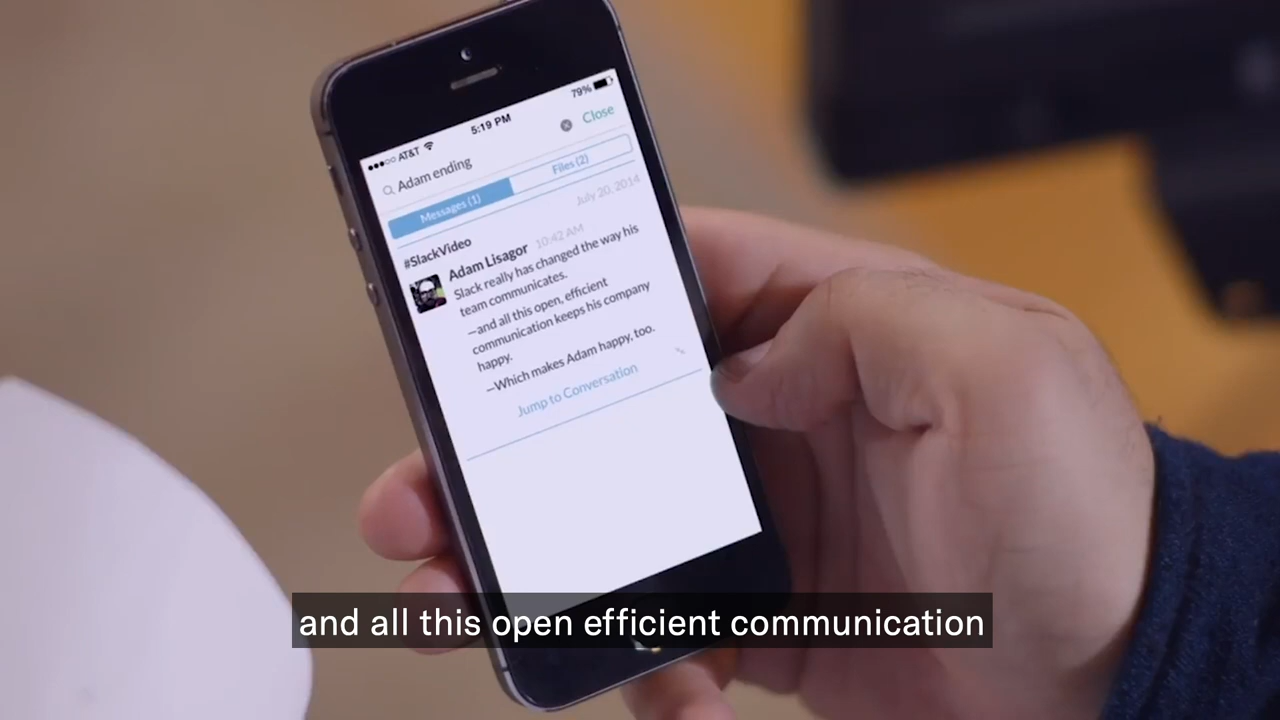 AT&T
5:19 PM
79%
Adam ending
Close
Messages (1)
Files (2)
July 20, 2014
#SlackVideo
Adam Lisagor 10:42 AM
Slack really has changed the way his
team communicates.
—and all this open, efficient
communication keeps his company
happy.
—Which makes Adam happy, too.
Jump to Conversation
and all this open efficient communication